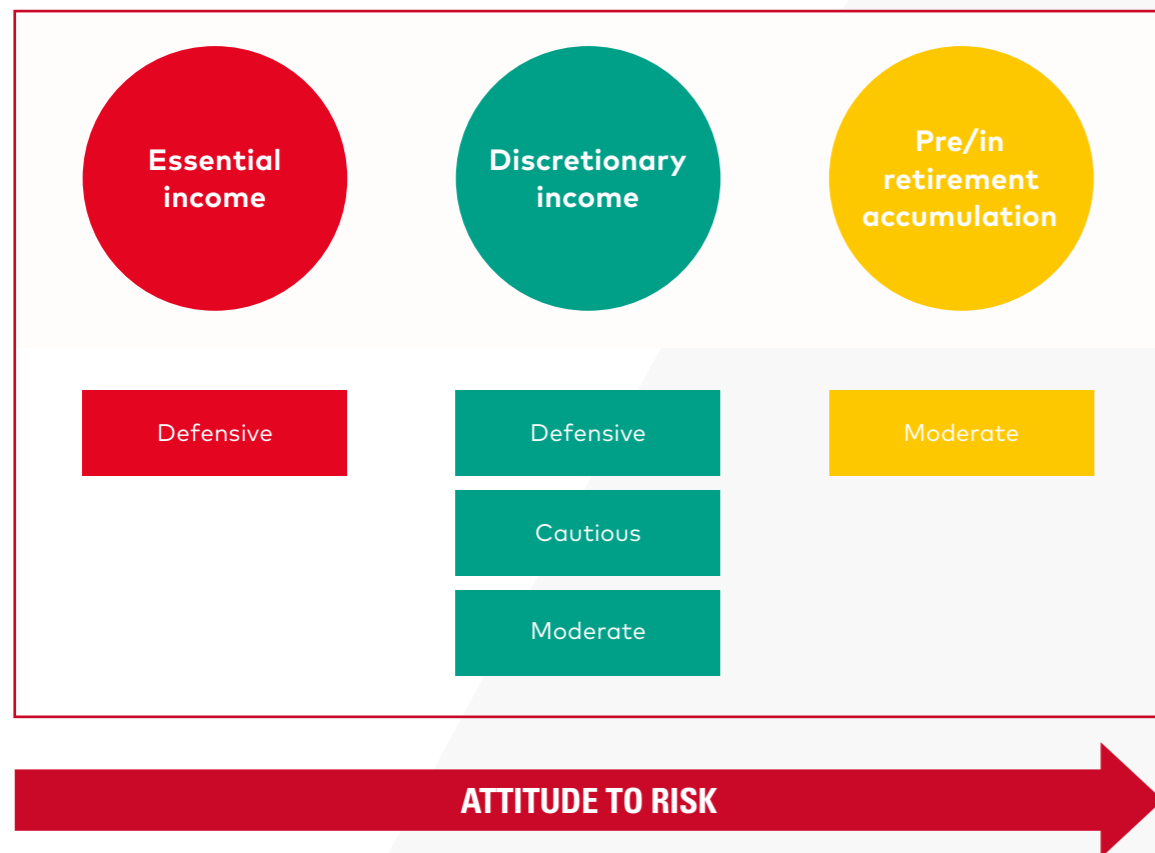 Essential
income
Discretionary
income
Pre/in
retirement
accumulation
Defensive
Defensive
Moderate
Cautious
Moderate
ATTITUDE TO RISK